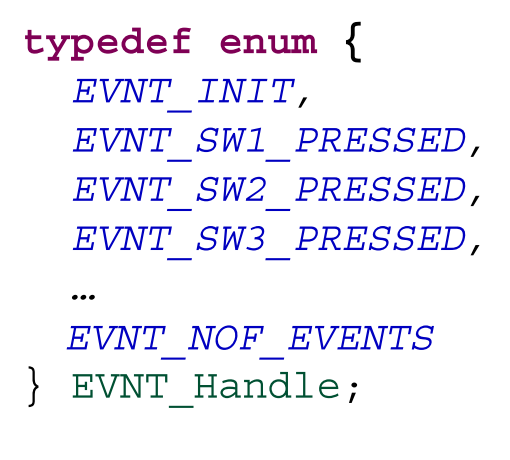 typedef enum {
EVNT_INIT,
EVNT_SW1_PRESSED,
EVNT_SW2_PRESSED,
EVNT_SW3_PRESSED,
…
EVNT_NOF_EVENTS
} EVNT_Handle;